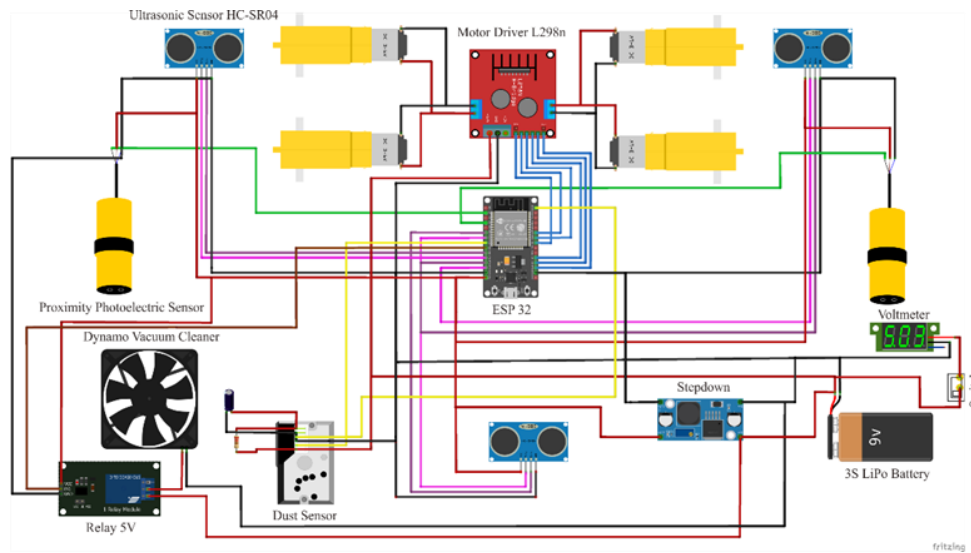 Ultrasonic Sensor HC-SR04
Motor Driver L298n
ESP 32
Proximity Photoelectric Sensor
Dynamo Vacuum Cleaner
Voltmeter
5.03
Stepdown
9v
3S LiPo Battery
Dust Sensor
Relay 5V
fritzing